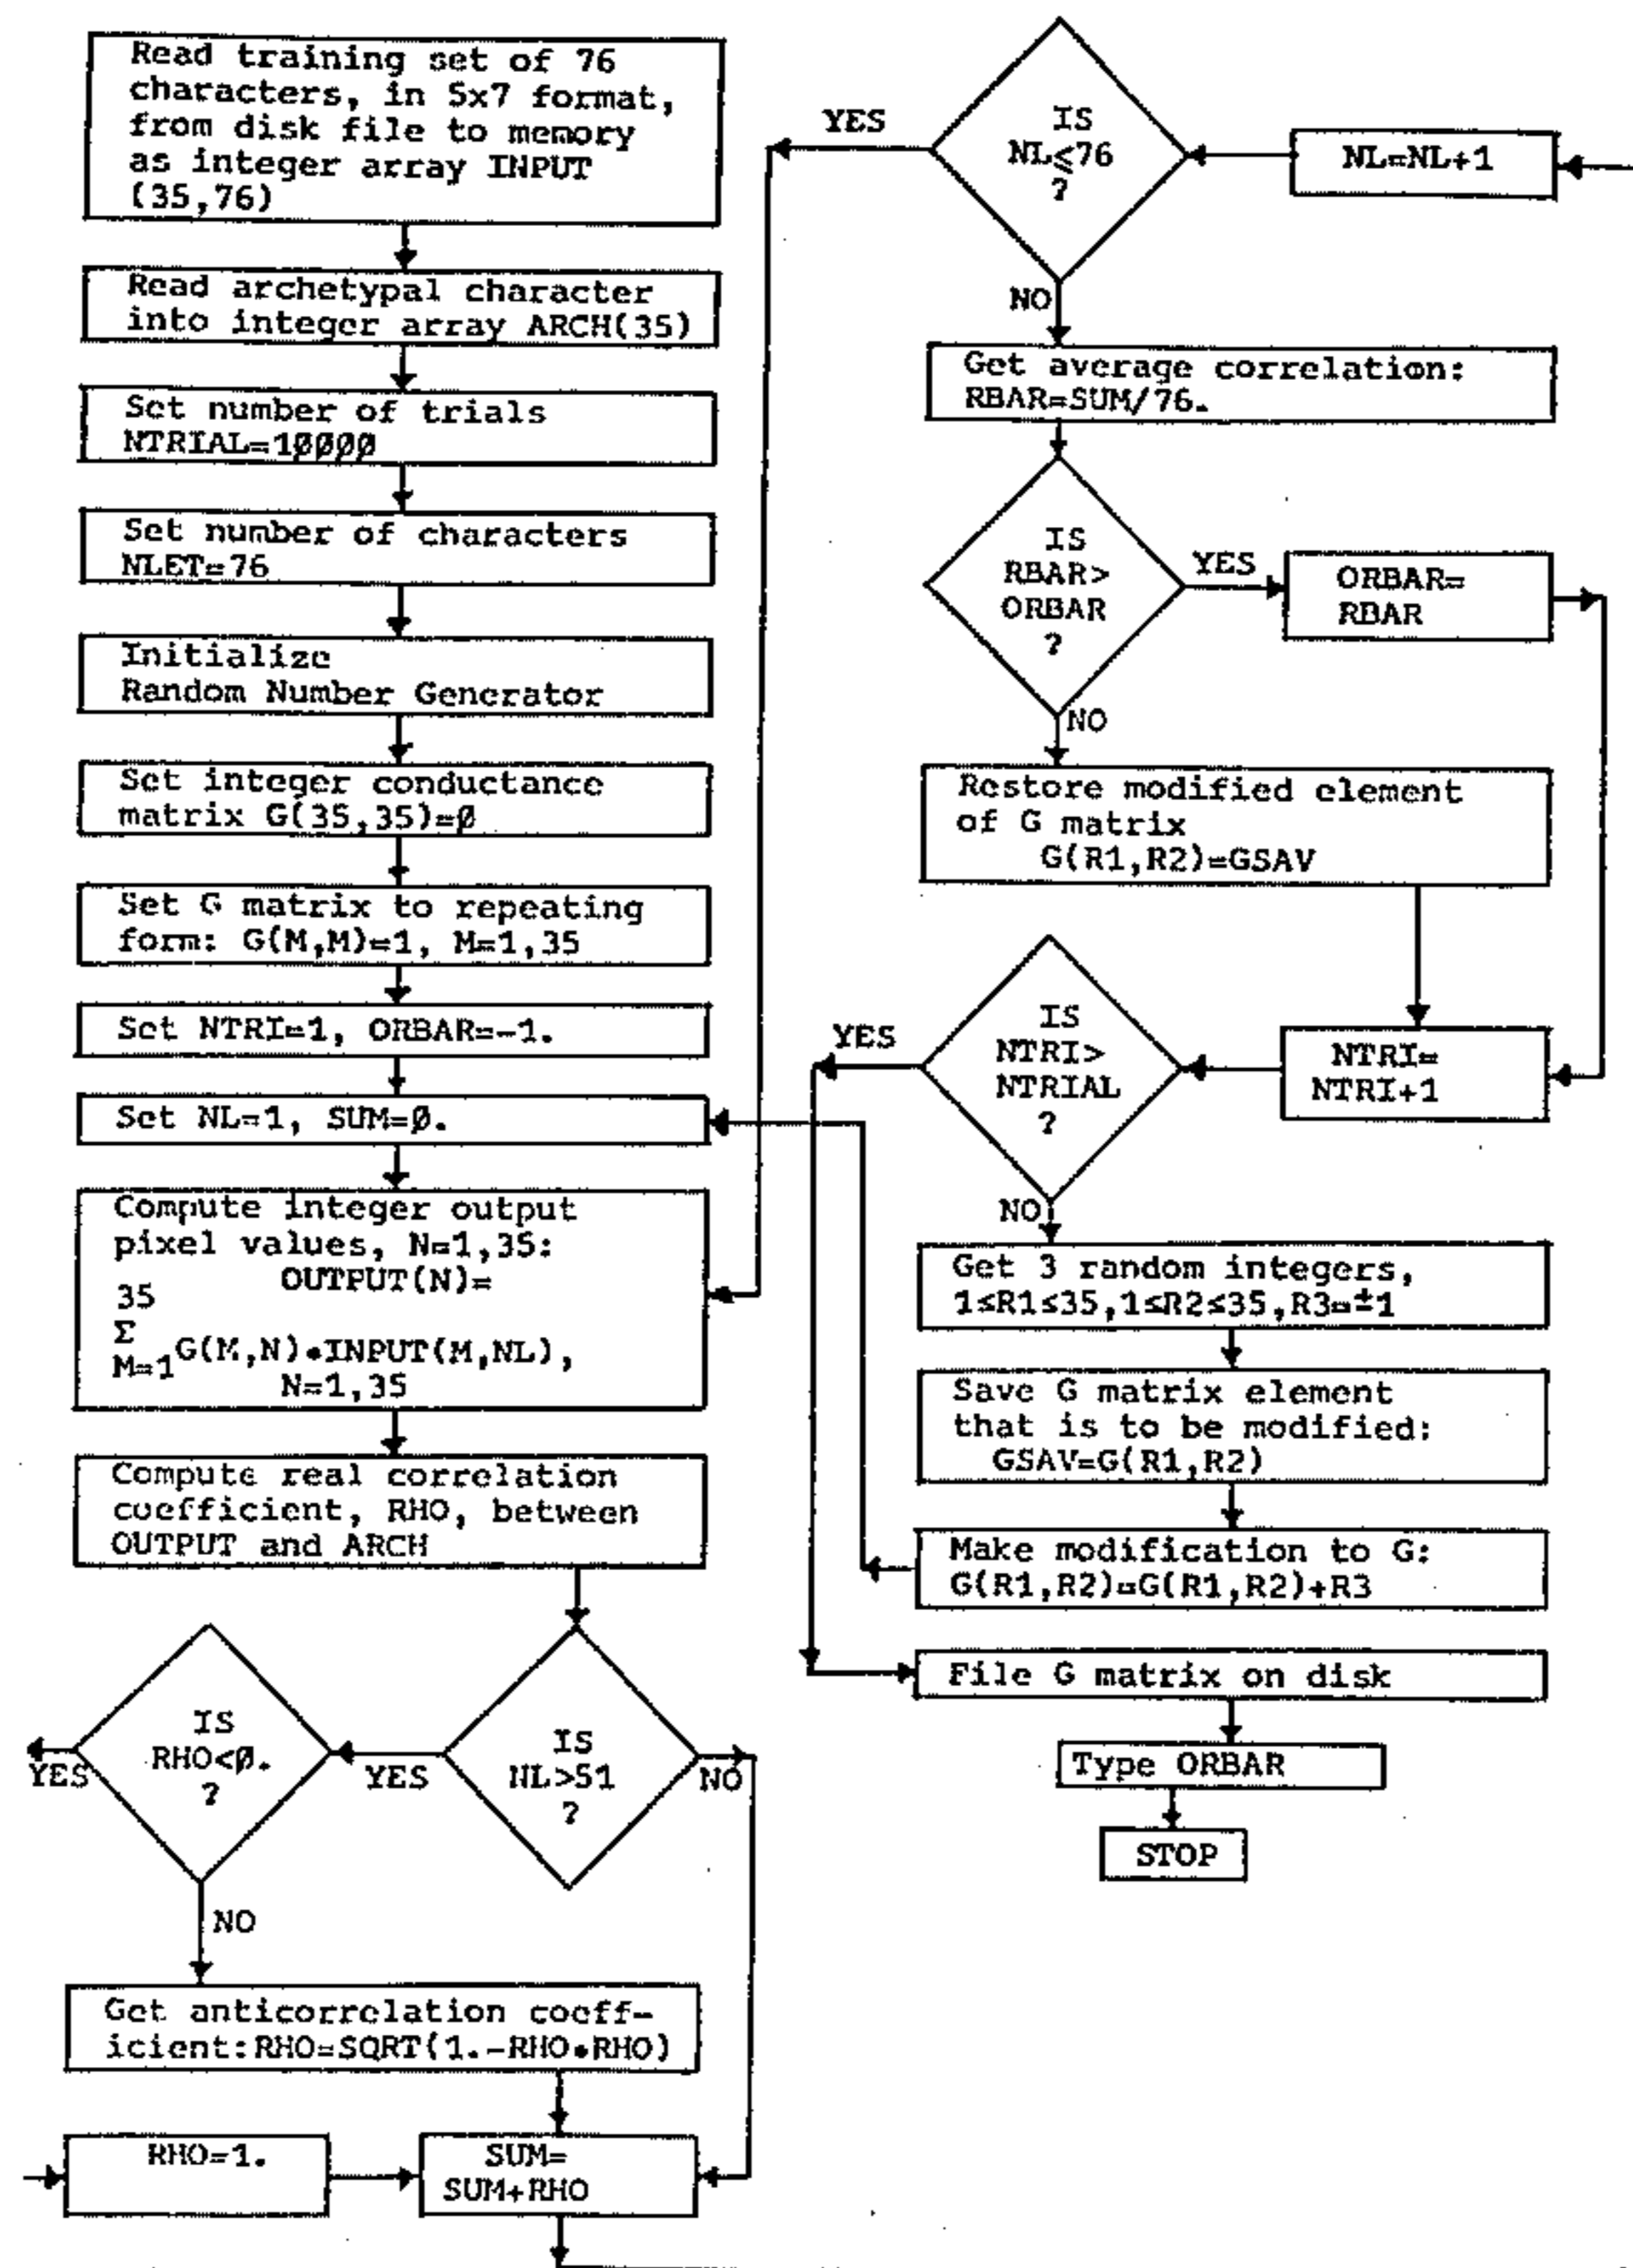 Read training set of 76
characters, in 5x7 format,
from disk file to memory
as integer array INPUT
(35,76)
Read archetypal character
into integer array ARCH(35)
Set number of trials
NTRIAL=10000
Set number of characters
NLET=76
Initialize
Random Number Generator
Set integer conductance
matrix G(35,35)=0
Set G matrix to repeating
form: G(M,M)=1, M=1,35
Set NTRI=1, ORBAR=-1.
Set NL=1, SUM=0.
Compute integer output
pixel values, N=1,35:
OUTPUT(N)=
35
Σ
M=1 G(M,N)•INPUT(M,NL),
N=1,35
Compute real correlation
coefficient, RHO, between
OUTPUT and ARCH
IS
NL>51
?
YES
NO
IS
RHO<0.
?
YES
NO
Get anticorrelation coeff-
icient:RHO=SQRT(1.-RHO•RHO)
RHO=1.
SUM=
SUM+RHO
NL=NL+1
IS
NL≤76
?
YES
NO
Get average correlation:
RBAR=SUM/76.
IS
RBAR>
ORBAR
?
YES
NO
ORBAR=
RBAR
Restore modified element
of G matrix
G(R1,R2)=GSAV
NTRI=
NTRI+1
IS
NTRI>
NTRIAL
?
YES
NO
Get 3 random integers,
1≤R1≤35,1≤R2≤35,R3=±1
Save G matrix element
that is to be modified:
GSAV=G(R1,R2)
Make modification to G:
G(R1,R2)=G(R1,R2)+R3
File G matrix on disk
Type ORBAR
STOP